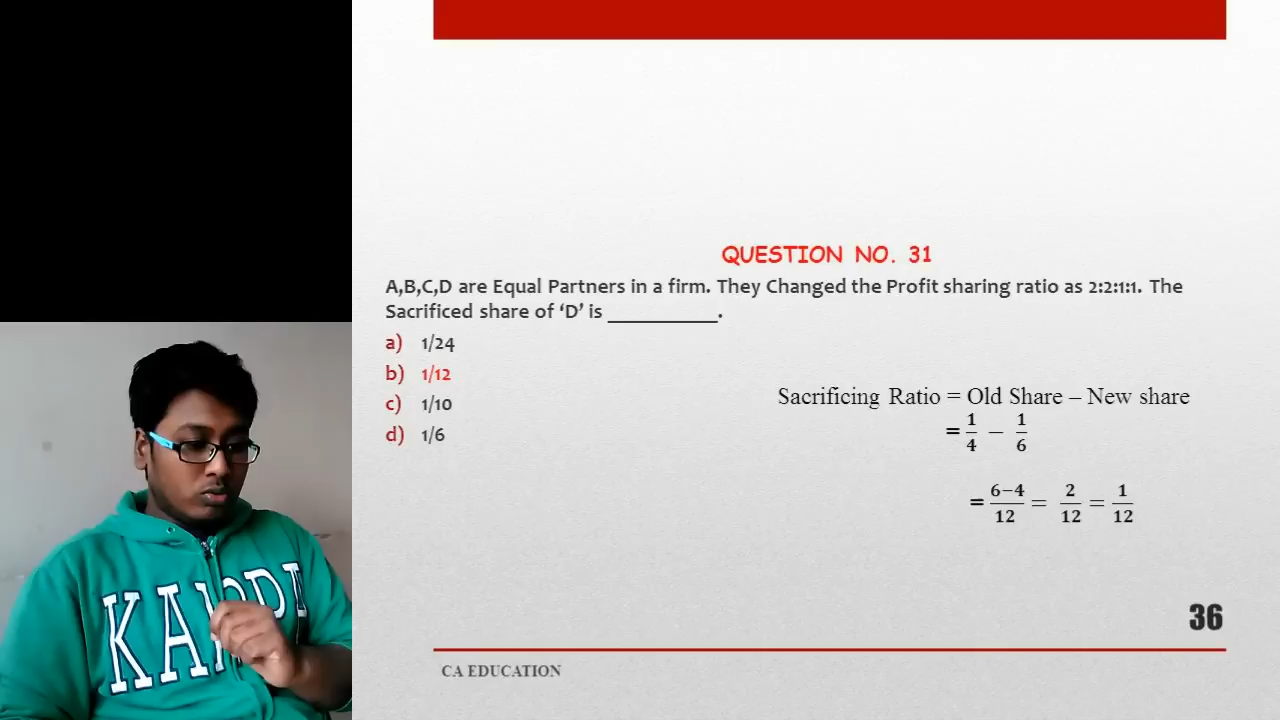 QUESTION NO. 31
A,B,C,D are Equal Partners in a firm. They Changed the Profit sharing ratio as 2:2:1:1. The
Sacrificed share of ‘D’ is __________.
a) 1/24
b) 1/12
c) 1/10
d) 1/6
Sacrificing Ratio = Old Share – New share
= 1/4 − 1/6
= 6−4/12 = 2/12 = 1/12
36
CA EDUCATION